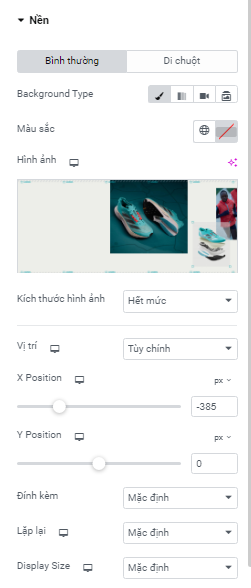 Nền
Bình thường
Di chuột
Background Type
Màu sắc
Hình ảnh
Kích thước hình ảnh
Hết mức
Vị trí
Tùy chỉnh
X Position
px
-385
Y Position
px
0
Đính kèm
Mặc định
Lặp lại
Mặc định
Display Size
Mặc định